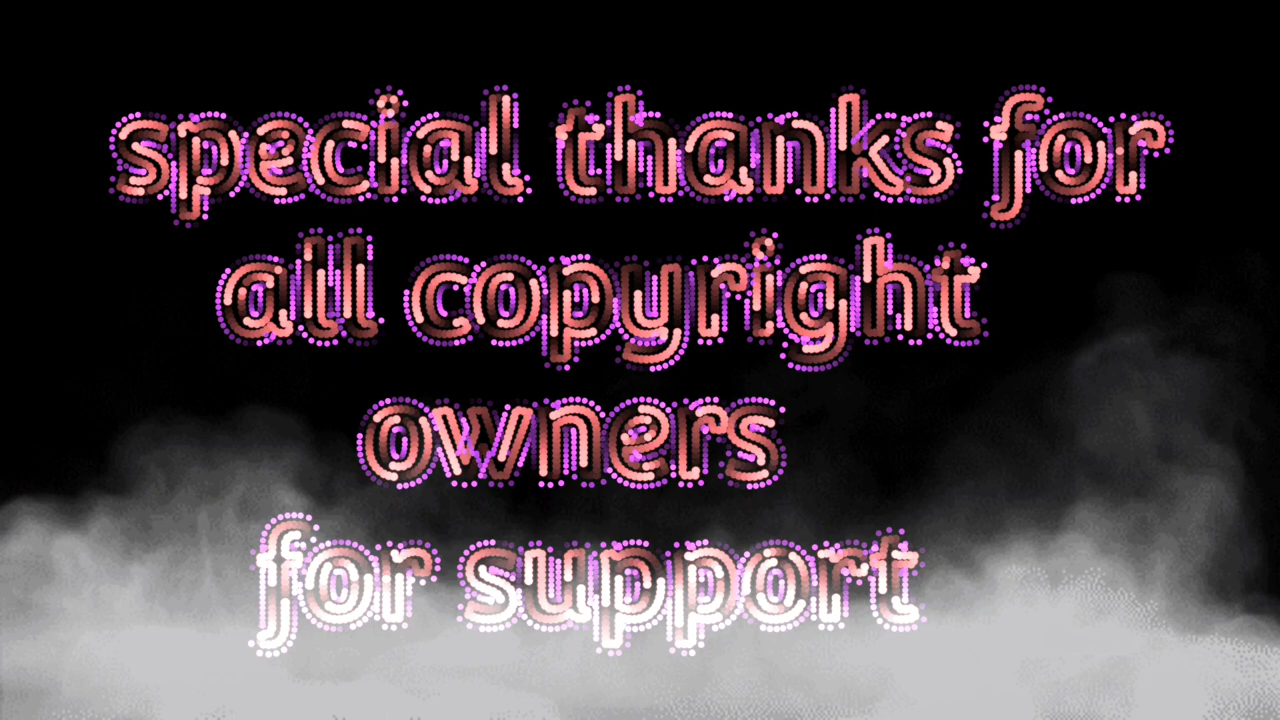 special thanks for
all copyright
owners
for support